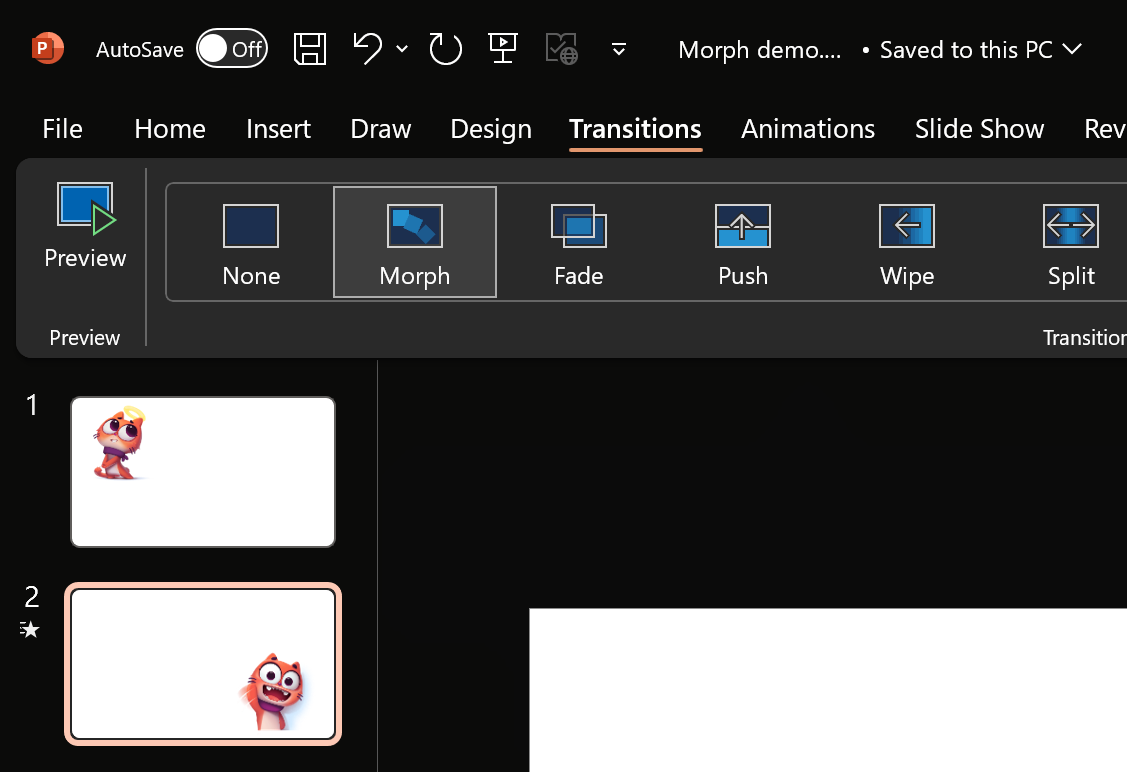 P AutoSave Off Morph demo.... • Saved to this PC
File Home Insert Draw Design Transitions Animations Slide Show Rev
Preview None Morph Fade Push Wipe Split
Preview Transition
1
2